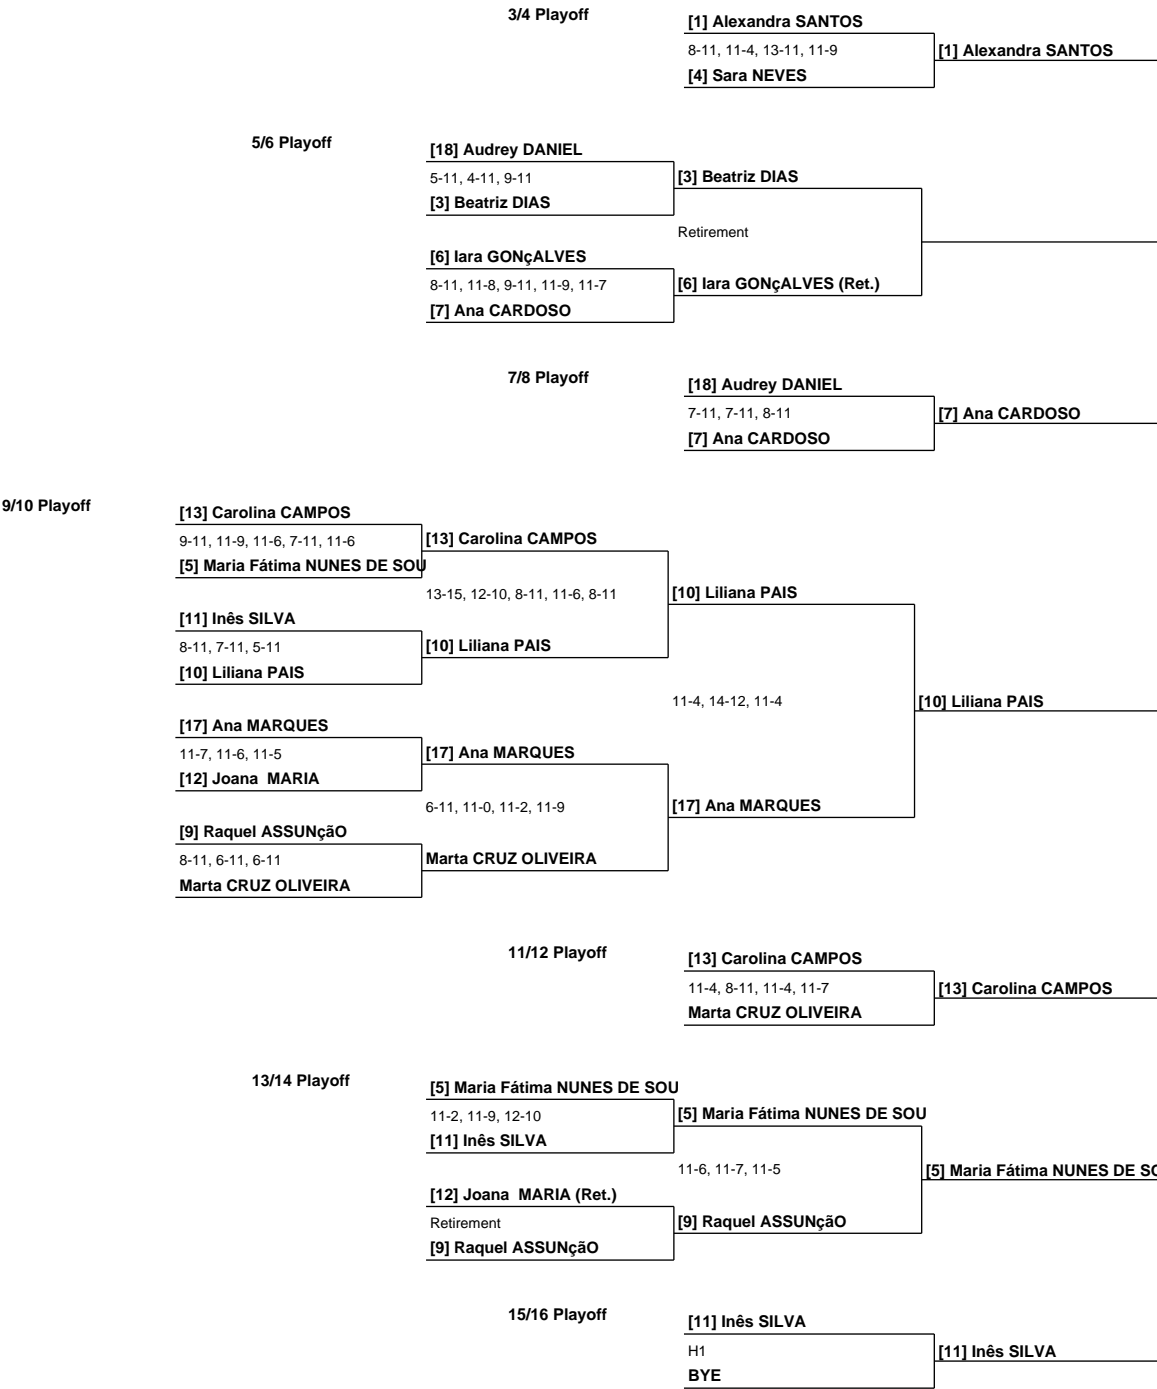 3/4 Playoff
[1] Alexandra SANTOS
8-11, 11-4, 13-11, 11-9
[1] Alexandra SANTOS
[4] Sara NEVES
5/6 Playoff
[18] Audrey DANIEL
5-11, 4-11, 9-11
[3] Beatriz DIAS
[3] Beatriz DIAS
Retirement
[6] Iara GONçALVES
8-11, 11-8, 9-11, 11-9, 11-7
[6] Iara GONçALVES (Ret.)
[7] Ana CARDOSO
7/8 Playoff
[18] Audrey DANIEL
7-11, 7-11, 8-11
[7] Ana CARDOSO
[7] Ana CARDOSO
9/10 Playoff
[13] Carolina CAMPOS
9-11, 11-9, 11-6, 7-11, 11-6
[13] Carolina CAMPOS
[5] Maria Fátima NUNES DE SOU
13-15, 12-10, 8-11, 11-6, 8-11
[10] Liliana PAIS
[11] Inês SILVA
8-11, 7-11, 5-11
[10] Liliana PAIS
[10] Liliana PAIS
11-4, 14-12, 11-4
[10] Liliana PAIS
[17] Ana MARQUES
11-7, 11-6, 11-5
[17] Ana MARQUES
[12] Joana  MARIA
6-11, 11-0, 11-2, 11-9
[17] Ana MARQUES
[9] Raquel ASSUNçãO
8-11, 6-11, 6-11
Marta CRUZ OLIVEIRA
Marta CRUZ OLIVEIRA
11/12 Playoff
[13] Carolina CAMPOS
11-4, 8-11, 11-4, 11-7
[13] Carolina CAMPOS
Marta CRUZ OLIVEIRA
13/14 Playoff
[5] Maria Fátima NUNES DE SOU
11-2, 11-9, 12-10
[5] Maria Fátima NUNES DE SOU
[11] Inês SILVA
11-6, 11-7, 11-5
[5] Maria Fátima NUNES DE SO
[12] Joana  MARIA (Ret.)
Retirement
[9] Raquel ASSUNçãO
[9] Raquel ASSUNçãO
15/16 Playoff
[11] Inês SILVA
H1
[11] Inês SILVA
BYE